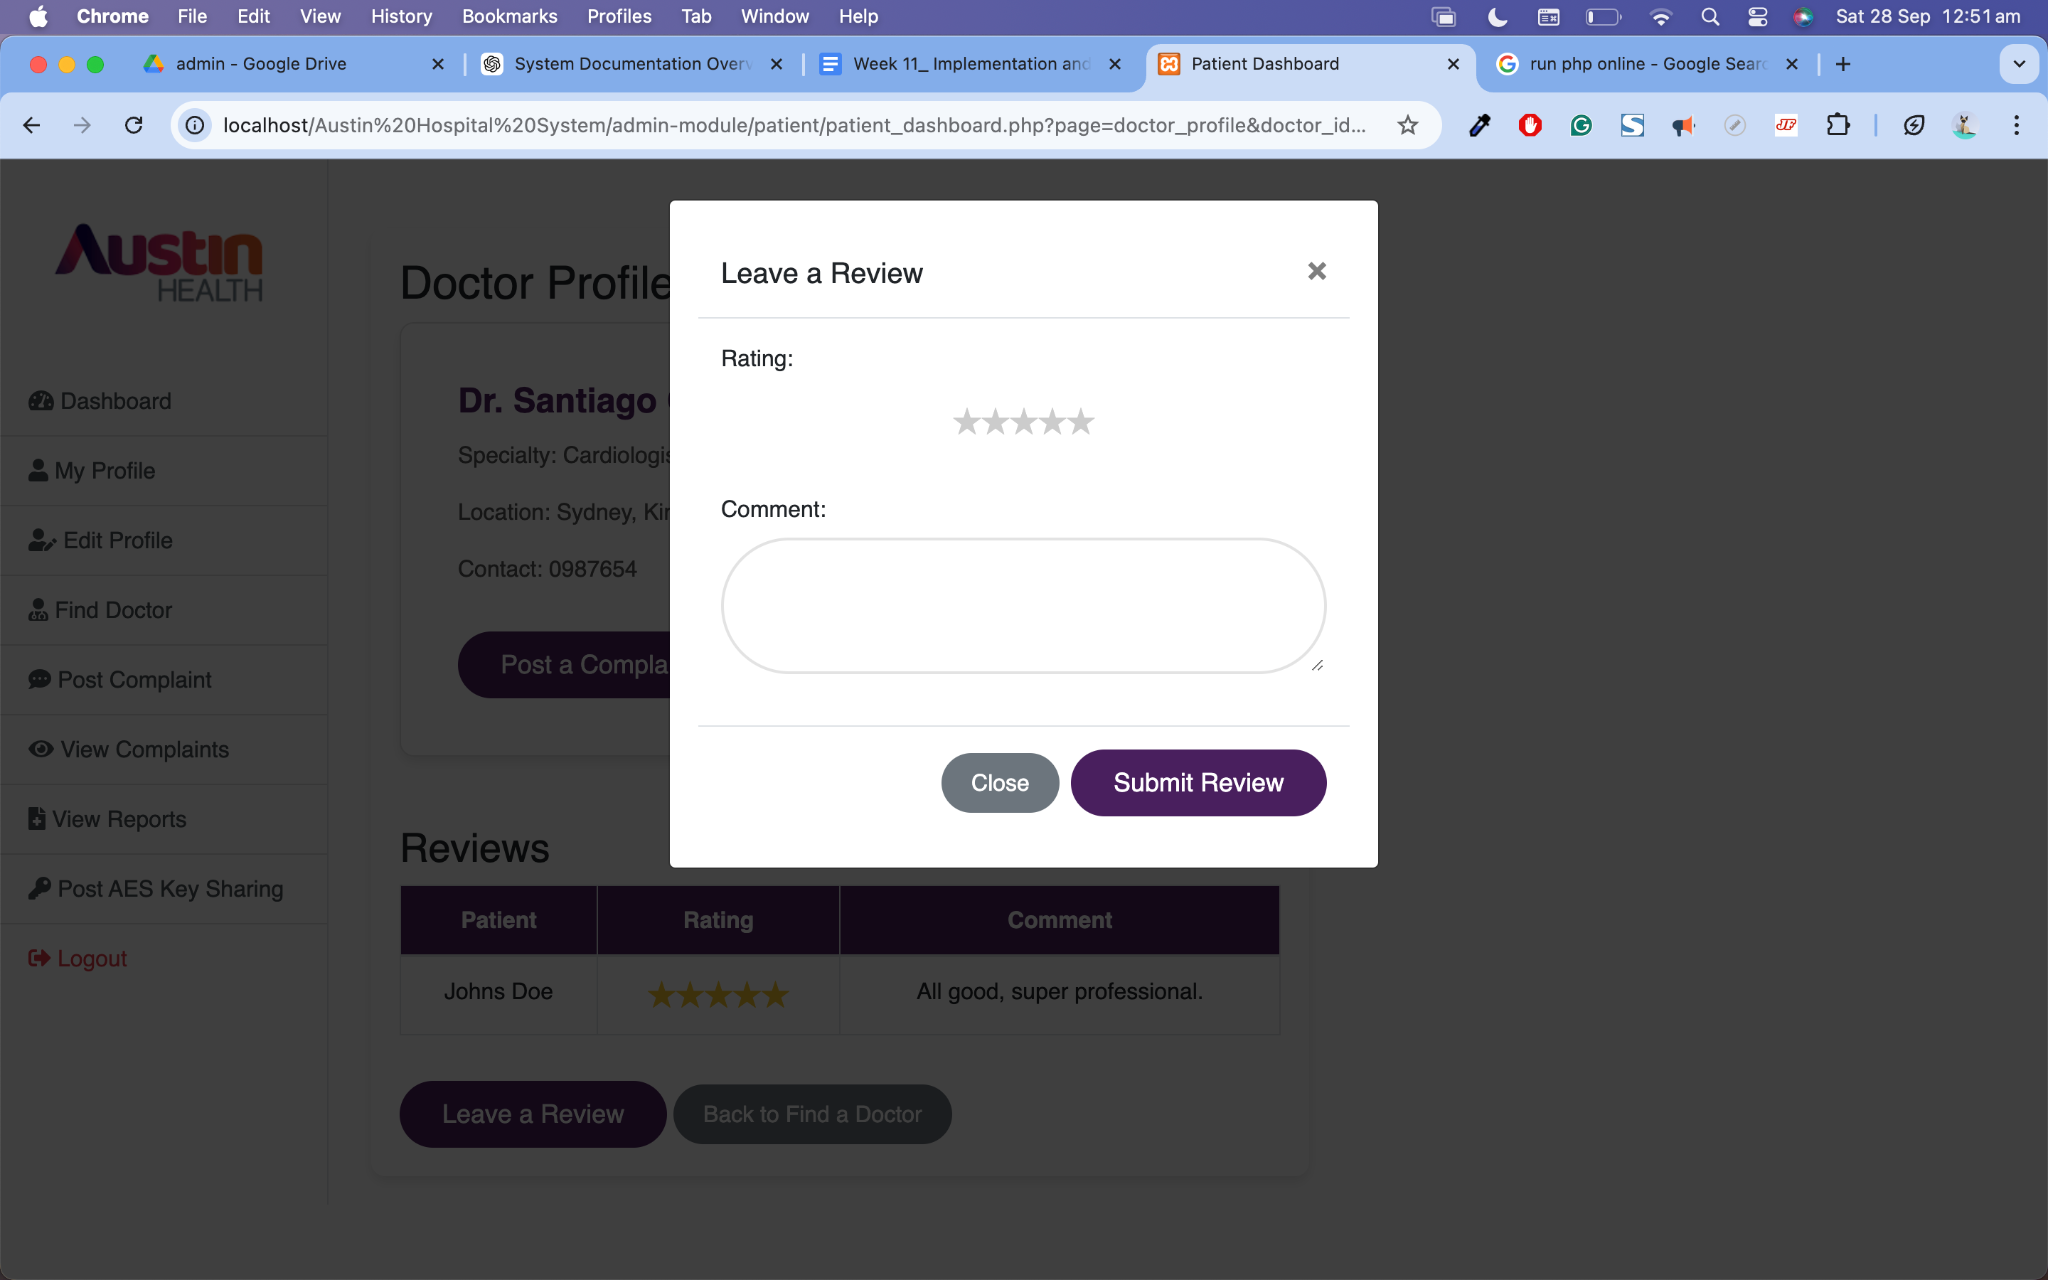 Chrome File Edit View History Bookmarks Profiles Tab Window Help Sat 28 Sep 12:51 am
admin - Google Drive System Documentation Over Week 11_ Implementation and Patient Dashboard run php online - Google Sear
localhost/Austin%20Hospital%20System/admin-module/patient/patient_dashboard.php?page=doctor_profile&doctor_id...
Austin
HEALTH
Dashboard
My Profile
Edit Profile
Find Doctor
Post Complaint
View Complaints
View Reports
Post AES Key Sharing
Logout
Doctor Profile
Dr. Santiago
Specialty: Cardiologis
Location: Sydney, Kin
Contact: 0987654
Post a Compla
Leave a Review
Rating:
Comment:
Close Submit Review
Reviews
Patient Rating Comment
Johns Doe ★★★★★ All good, super professional.
Leave a Review Back to Find a Doctor